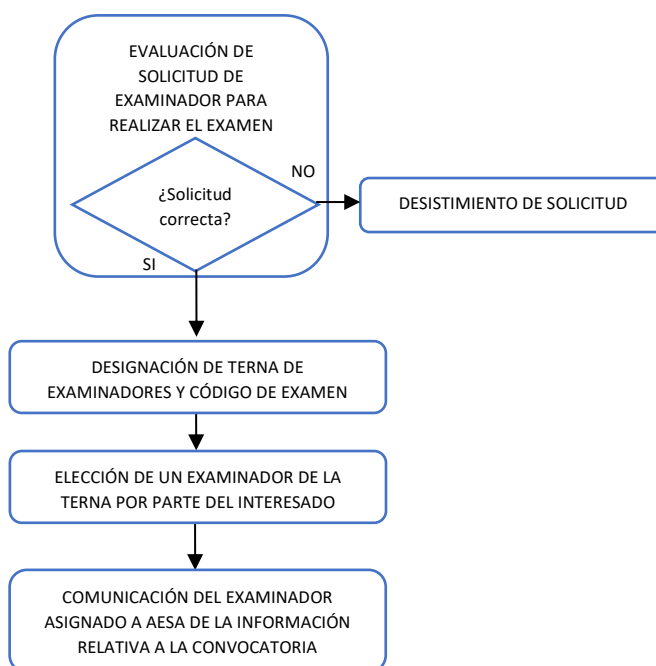 EVALUACIÓN DE
SOLICITUD DE
EXAMINADOR PARA
REALIZAR EL EXAMEN
NO
¿Solicitud
correcta?
DESISTIMIENTO DE SOLICITUD
SI
DESIGNACIÓN DE TERNA DE
EXAMINADORES Y CÓDIGO DE EXAMEN
ELECCIÓN DE UN EXAMINADOR DE LA
TERNA POR PARTE DEL INTERESADO
COMUNICACIÓN DEL EXAMINADOR
ASIGNADO A AESA DE LA INFORMACIÓN
RELATIVA A LA CONVOCATORIA